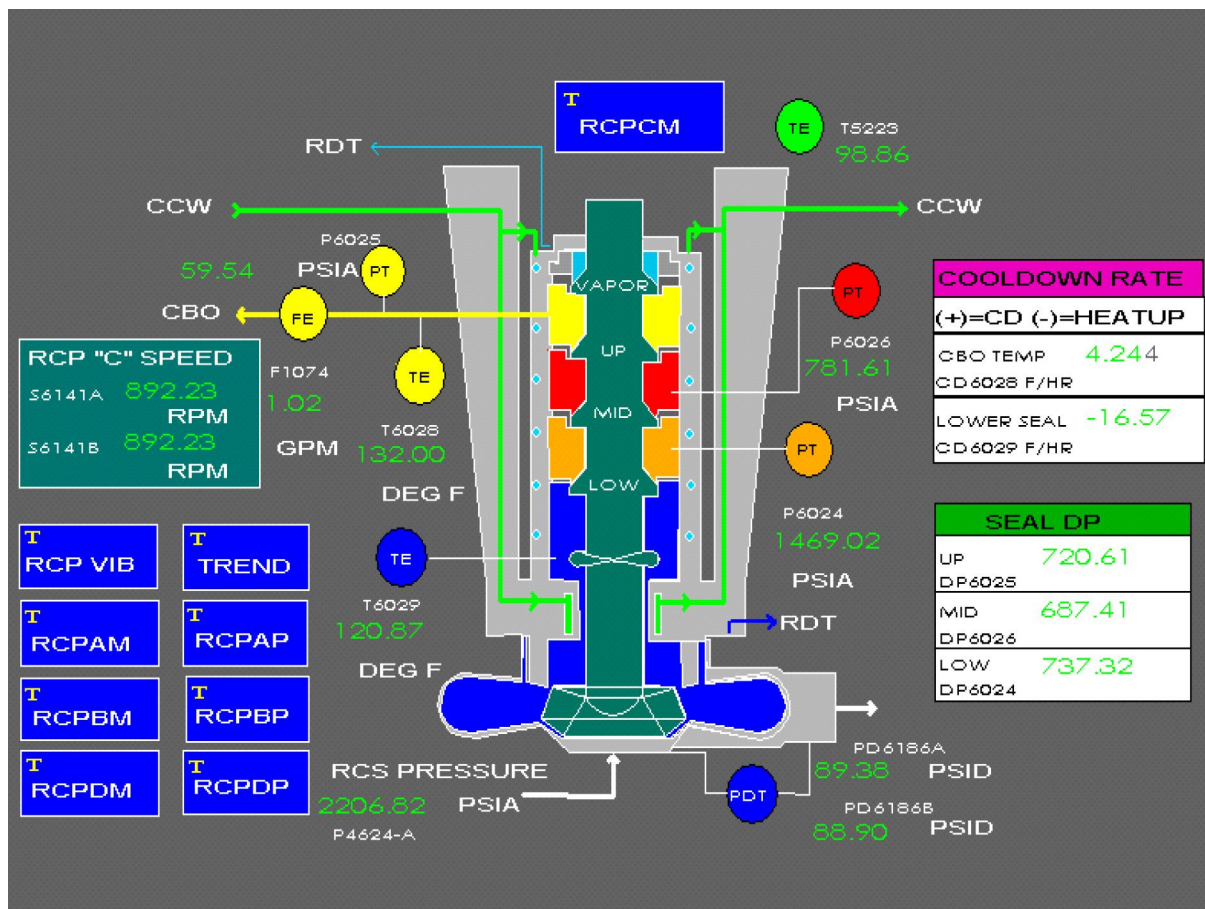 T
RCPCM
TE
T5223
98.86
RDT
CCW
CCW
P6025
59.54
PSIA
PT
CBO
FE
VAPOR
PT
P6026
781.61
PSIA
UP
RCP "C" SPEED
S6141A
892.23
RPM
S6141B
892.23
RPM
F1074
1.02
GPM
TE
T6028
132.00
DEG F
MID
PT
LOW
P6024
1469.02
PSIA
COOLDOWN RATE
(+)=CD (-)=HEATUP
CBO TEMP 4.244
CD6028 F/HR
LOWER SEAL -16.57
CD6029 F/HR
SEAL DP
UP 720.61
DP6025
MID 687.41
DP6026
LOW 737.32
DP6024
T
RCP VIB
T
TREND
T
RCPAM
T
RCPAP
T
RCPBM
T
RCPBP
T
RCPDM
T
RCPDP
TE
T6029
120.87
DEG F
RDT
RCS PRESSURE
2206.82 PSIA
P4624-A
PDT
PD6186A
89.38 PSID
PD6186B
88.90 PSID